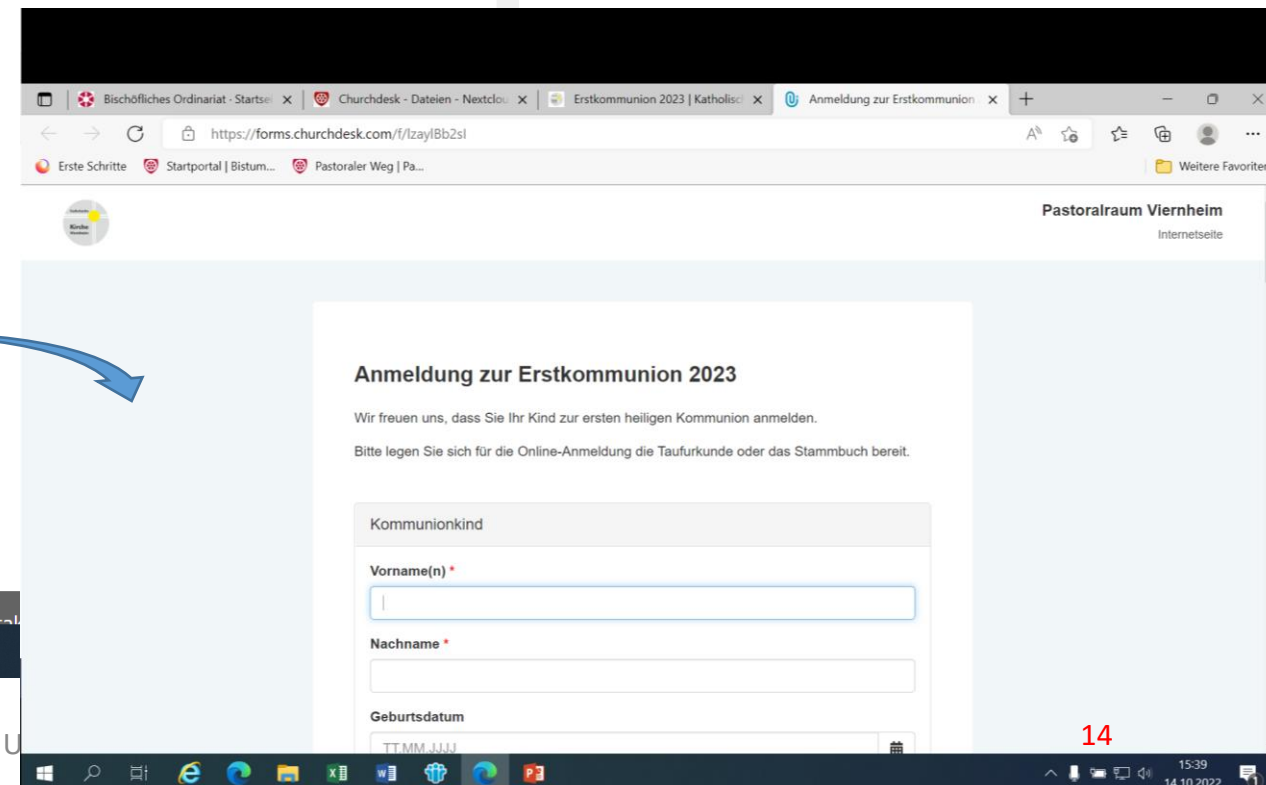 Bischöfliches Ordinariat - Startsei
Churchdesk - Dateien - Nextclou
Erstkommunion 2023 | Katholisc
Anmeldung zur Erstkommunion
https://forms.churchdesk.com/f/IzaylBb2sI
Erste Schritte
Startportal | Bistum...
Pastoraler Weg | Pa...
Weitere Favoriten
Kirche
Pastoralraum Viernheim
Internetseite
Anmeldung zur Erstkommunion 2023
Wir freuen uns, dass Sie Ihr Kind zur ersten heiligen Kommunion anmelden.
Bitte legen Sie sich für die Online-Anmeldung die Taufurkunde oder das Stammbuch bereit.
Kommunionkind
Vorname(n) *
Nachname *
Geburtsdatum
TT.MM.JJJJ
U
14
15:39
14.10.2022